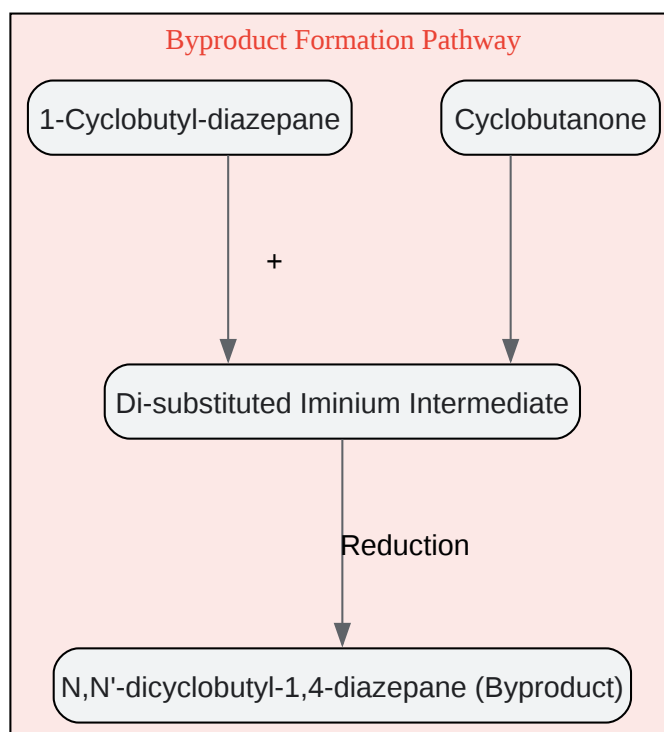 Byproduct Formation Pathway
1-Cyclobutyl-diazepane
Cyclobutanone
+
Di-substituted Iminium Intermediate
Reduction
N,N'-dicyclobutyl-1,4-diazepane (Byproduct)